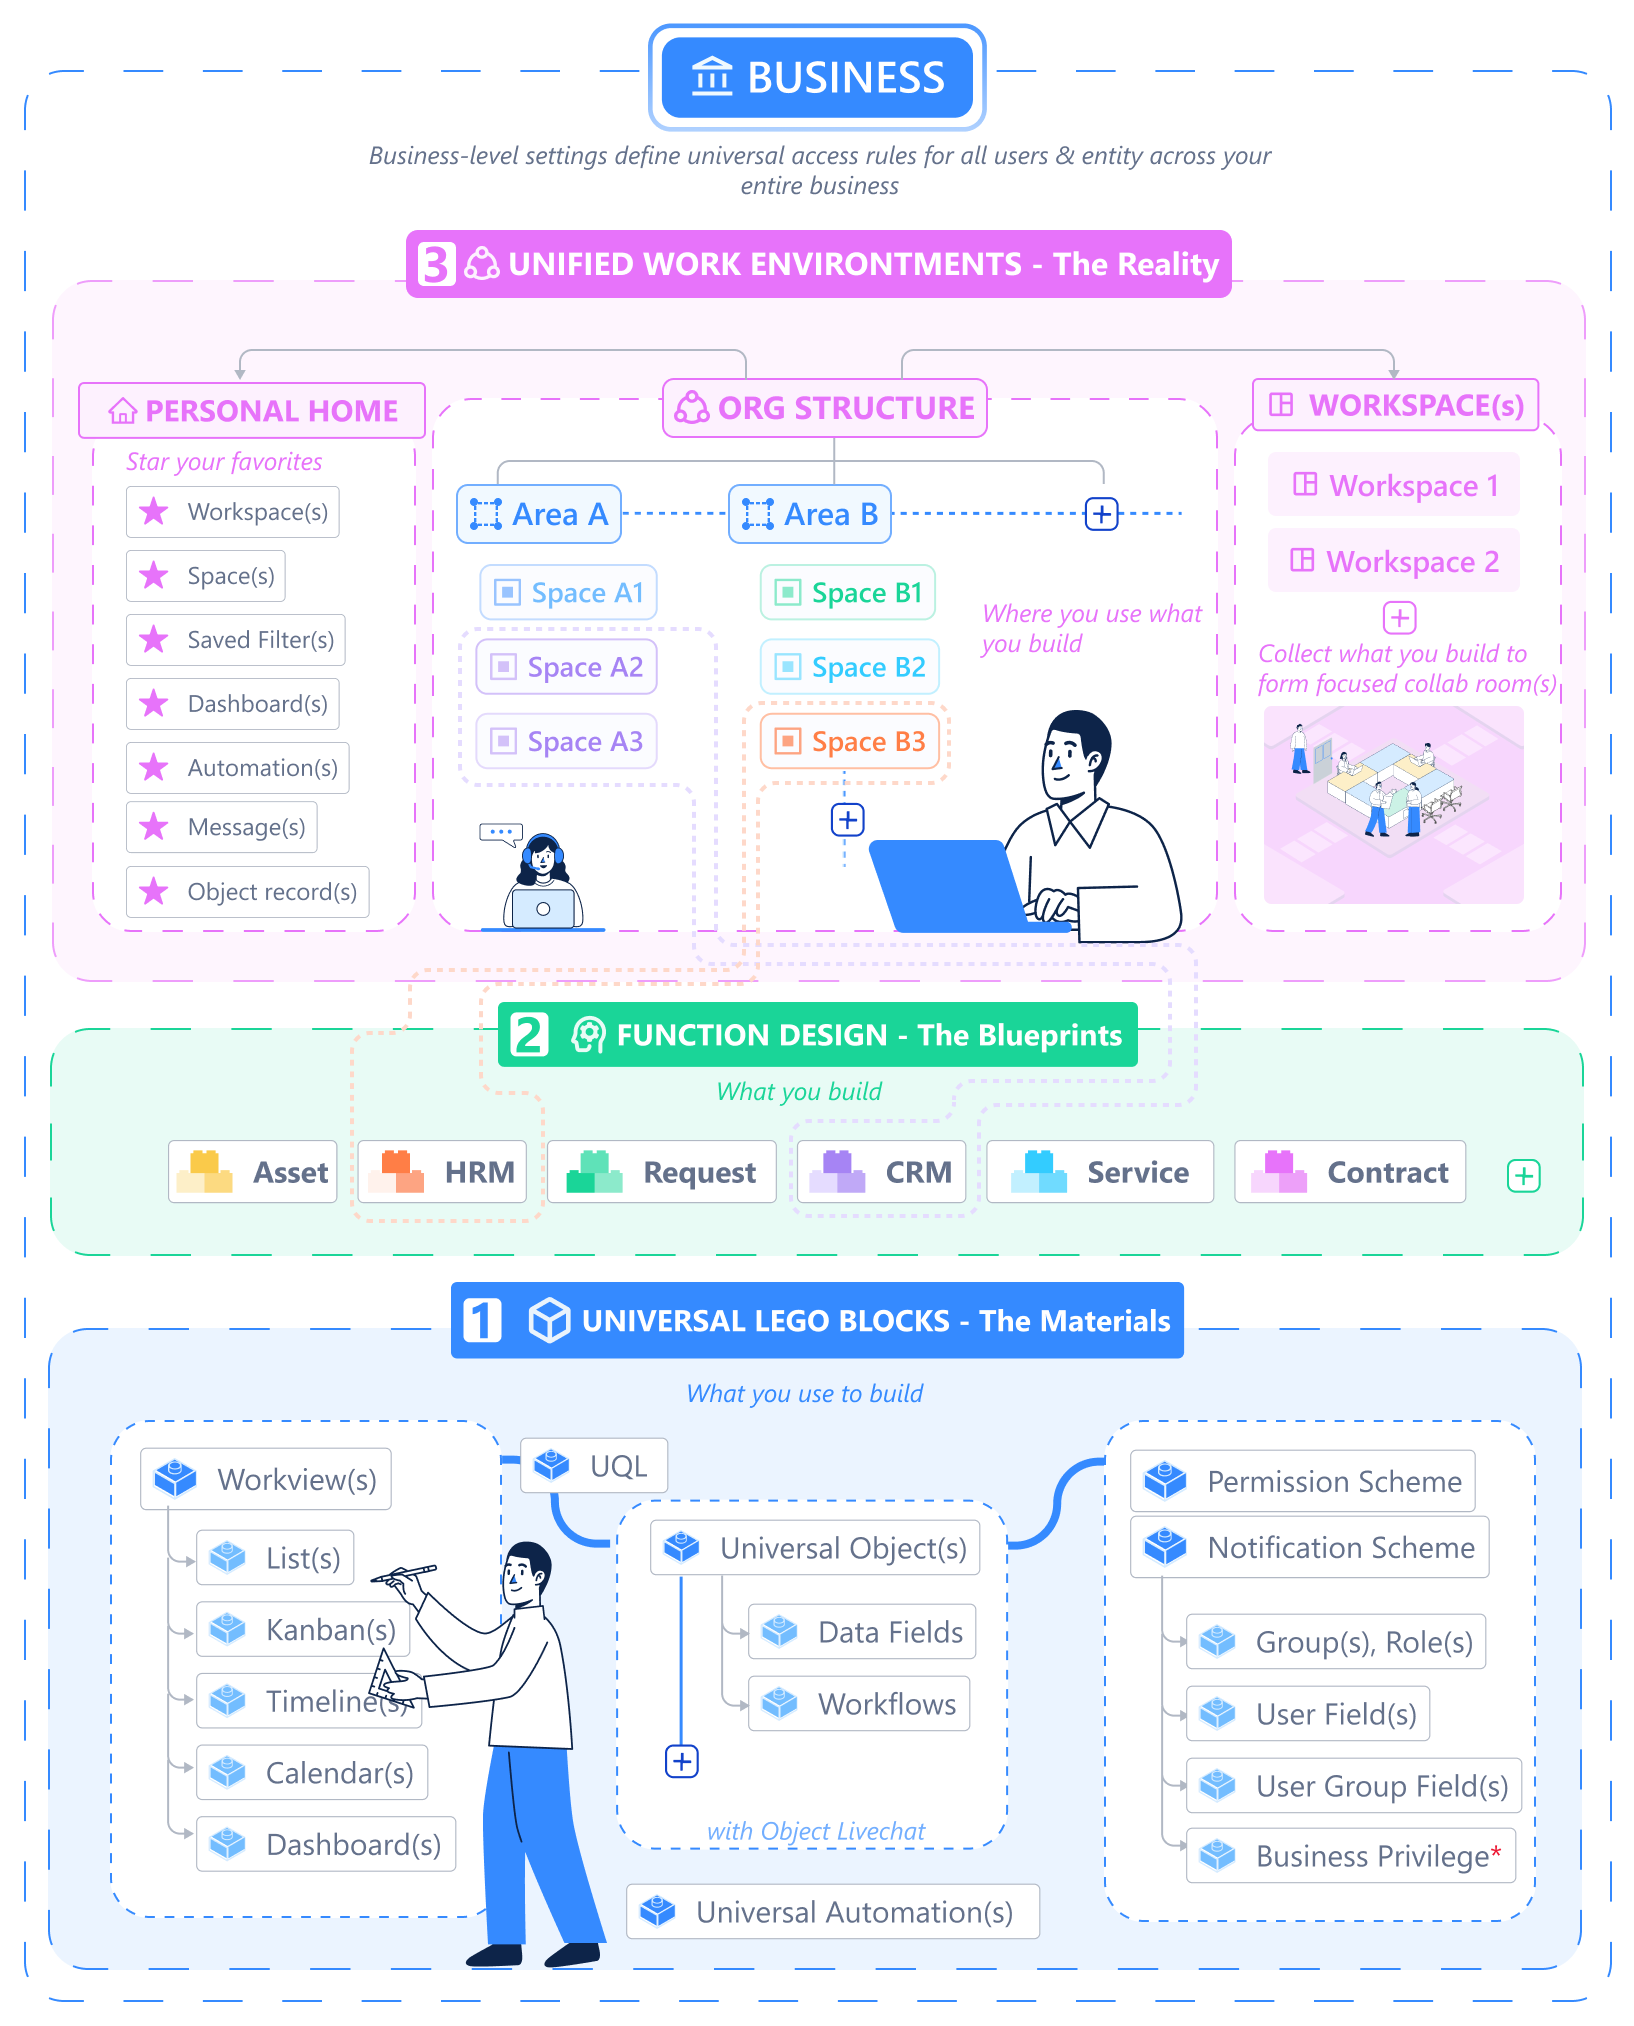 BUSINESS
Business-level settings define universal access rules for all users & entity across your
entire business
3 UNIFIED WORK ENVIRONTMENTS - The Reality
PERSONAL HOME
Star your favorites
Workspace(s)
Space(s)
Saved Filter(s)
Dashboard(s)
Automation(s)
Message(s)
Object record(s)
ORG STRUCTURE
Area A
Area B
Space A1
Space A2
Space A3
Space B1
Space B2
Space B3
Where you use what
you build
WORKSPACE(s)
Workspace 1
Workspace 2
Collect what you build to
form focused collab room(s)
2 FUNCTION DESIGN - The Blueprints
What you build
Asset
HRM
Request
CRM
Service
Contract
1 UNIVERSAL LEGO BLOCKS - The Materials
What you use to build
Workview(s)
List(s)
Kanban(s)
Timeline(s)
Calendar(s)
Dashboard(s)
UQL
Universal Object(s)
Data Fields
Workflows
with Object Livechat
Universal Automation(s)
Permission Scheme
Notification Scheme
Group(s), Role(s)
User Field(s)
User Group Field(s)
Business Privilege*